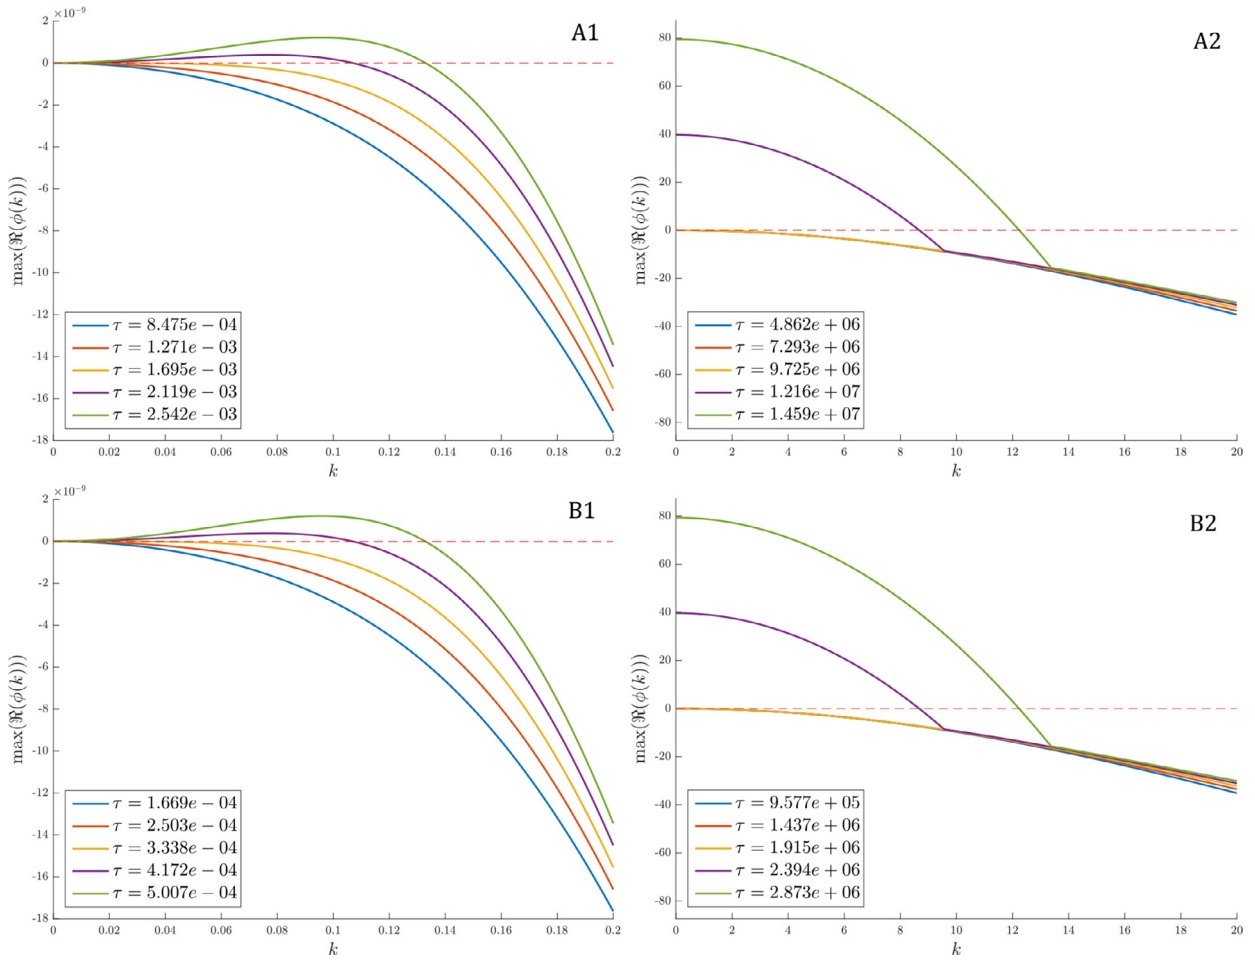 ×10⁻⁹
A1
2
0
-2
-4
-6
-8
-10
-12
-14
-16
-18
max(ℜ(ϕ(k)))
τ = 8.475e − 04
τ = 1.271e − 03
τ = 1.695e − 03
τ = 2.119e − 03
τ = 2.542e − 03
0 0.02 0.04 0.06 0.08 0.1 0.12 0.14 0.16 0.18 0.2
k
A2
80
60
40
20
0
-20
-40
-60
-80
max(ℜ(ϕ(k)))
τ = 4.862e + 06
τ = 7.293e + 06
τ = 9.725e + 06
τ = 1.216e + 07
τ = 1.459e + 07
0 2 4 6 8 10 12 14 16 18 20
k
×10⁻⁹
B1
2
0
-2
-4
-6
-8
-10
-12
-14
-16
-18
max(ℜ(ϕ(k)))
τ = 1.669e − 04
τ = 2.503e − 04
τ = 3.338e − 04
τ = 4.172e − 04
τ = 5.007e − 04
0 0.02 0.04 0.06 0.08 0.1 0.12 0.14 0.16 0.18 0.2
k
B2
80
60
40
20
0
-20
-40
-60
-80
max(ℜ(ϕ(k)))
τ = 9.577e + 05
τ = 1.437e + 06
τ = 1.915e + 06
τ = 2.394e + 06
τ = 2.873e + 06
0 2 4 6 8 10 12 14 16 18 20
k